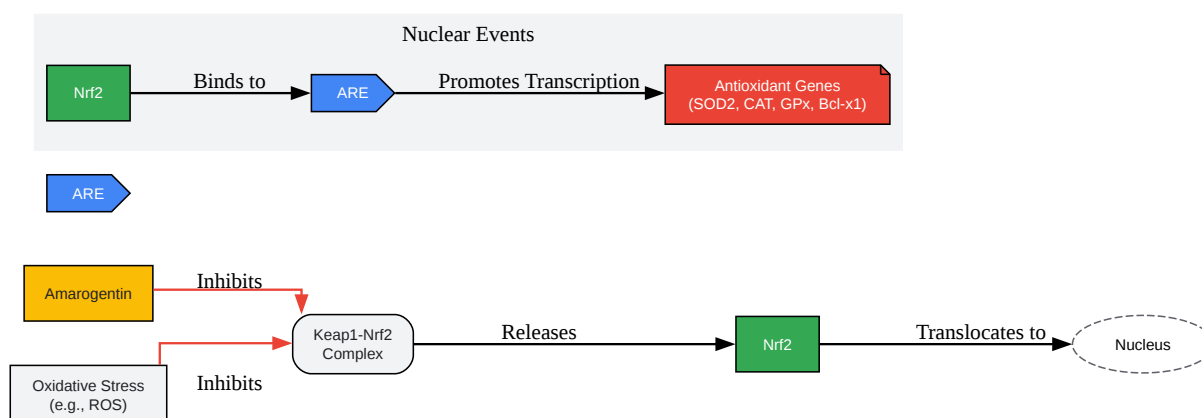 Nuclear Events
Nrf2
Binds to
ARE
Promotes Transcription
Antioxidant Genes
(SOD2, CAT, GPx, Bcl-x1)
ARE
Amarogentin
Inhibits
Keap1-Nrf2
Complex
Releases
Nrf2
Translocates to
Nucleus
Oxidative Stress
(e.g., ROS)
Inhibits